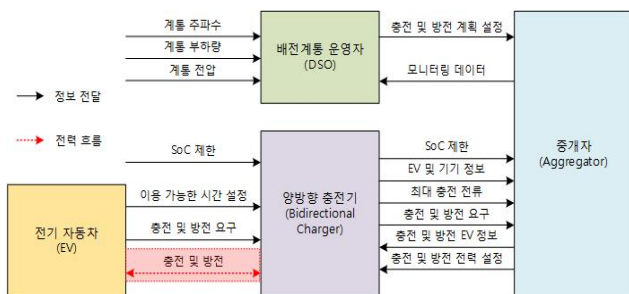 계통 주파수
계통 부하량
계통 전압
배전계통 운영자
(DSO)
충전 및 방전 계획 설정
모니터링 데이터
정보 전달
전력 흐름
중개자
(Aggregator)
SoC 제한
이용 가능한 시간 설정
충전 및 방전 요구
충전 및 방전
전기 자동차
(EV)
양방향 충전기
(Bidirectional
Charger)
SoC 제한
EV 및 기기 정보
최대 충전 전류
충전 및 방전 요구
충전 및 방전 EV 정보
충전 및 방전 전력 설정